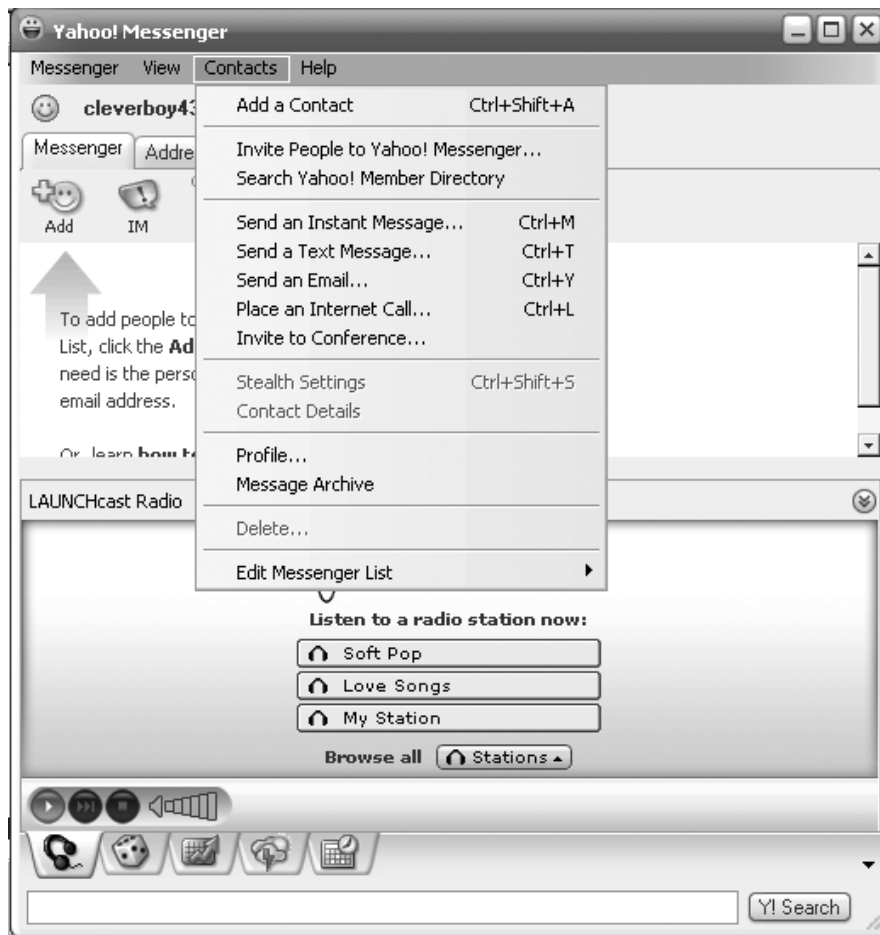 Yahoo! Messenger
Messenger View Contacts Help
cleverboy43
Add a Contact Ctrl+Shift+A
Messenger Addre
Invite People to Yahoo! Messenger...
Search Yahoo! Member Directory
Add IM
Send an Instant Message... Ctrl+M
Send a Text Message... Ctrl+T
Send an Email... Ctrl+Y
Place an Internet Call... Ctrl+L
Invite to Conference...
To add people to
List, click the Ad
need is the perso
email address.
Stealth Settings Ctrl+Shift+S
Contact Details
Or, learn how to
Profile...
Message Archive
LAUNCHcast Radio
Delete...
Edit Messenger List
Listen to a radio station now:
Soft Pop
Love Songs
My Station
Browse all Stations
Y! Search